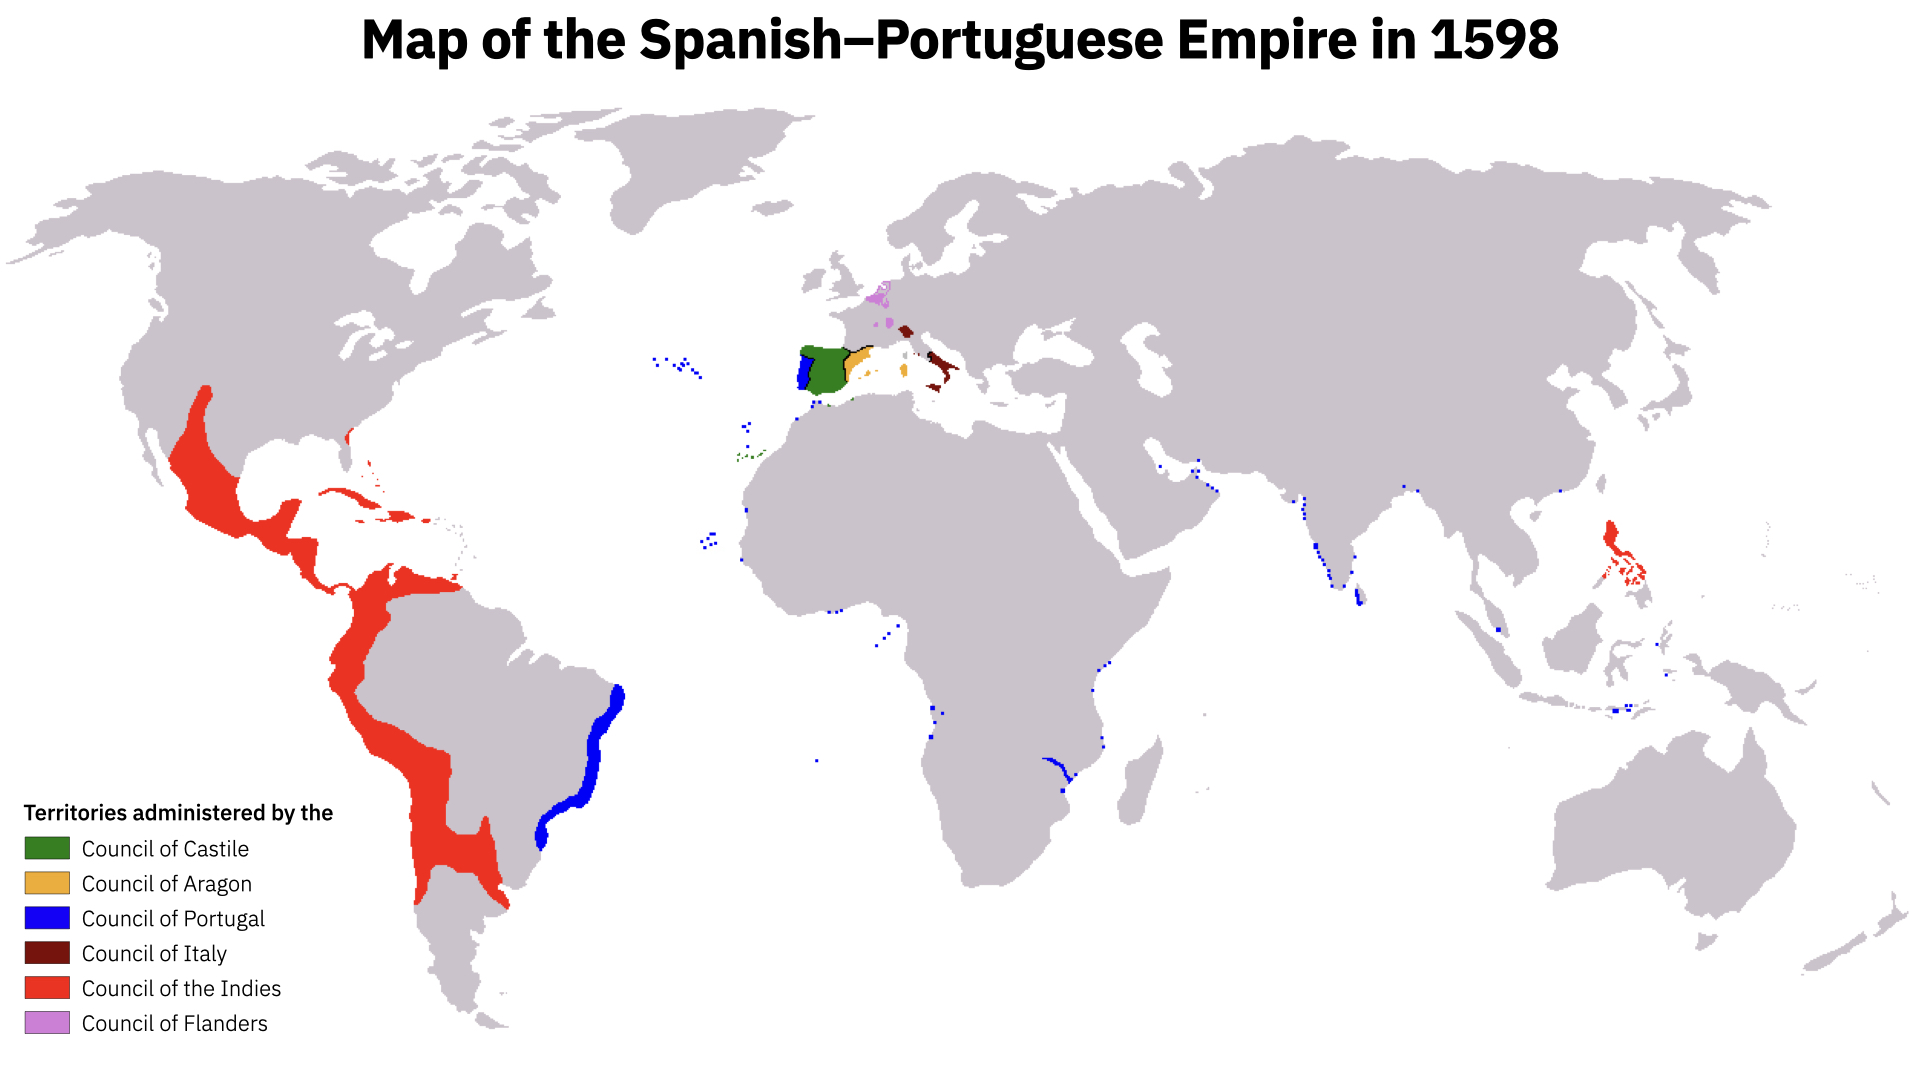 Map of the Spanish–Portuguese Empire in 1598
Territories administered by the
Council of Castile
Council of Aragon
Council of Portugal
Council of Italy
Council of the Indies
Council of Flanders